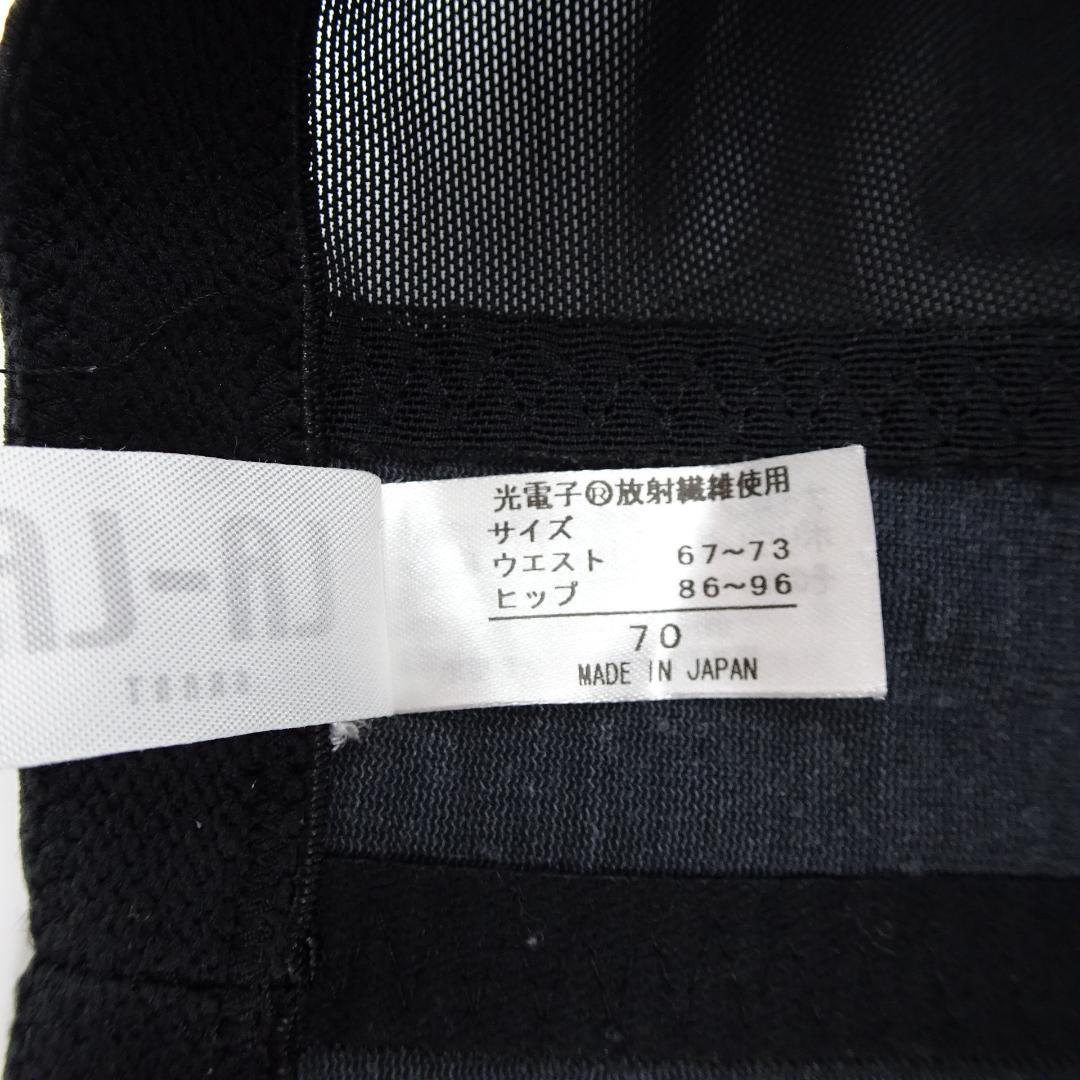 光電子®放射繊維使用
サイズ
ウエスト 67〜73
ヒップ 86〜96
70
MADE IN JAPAN